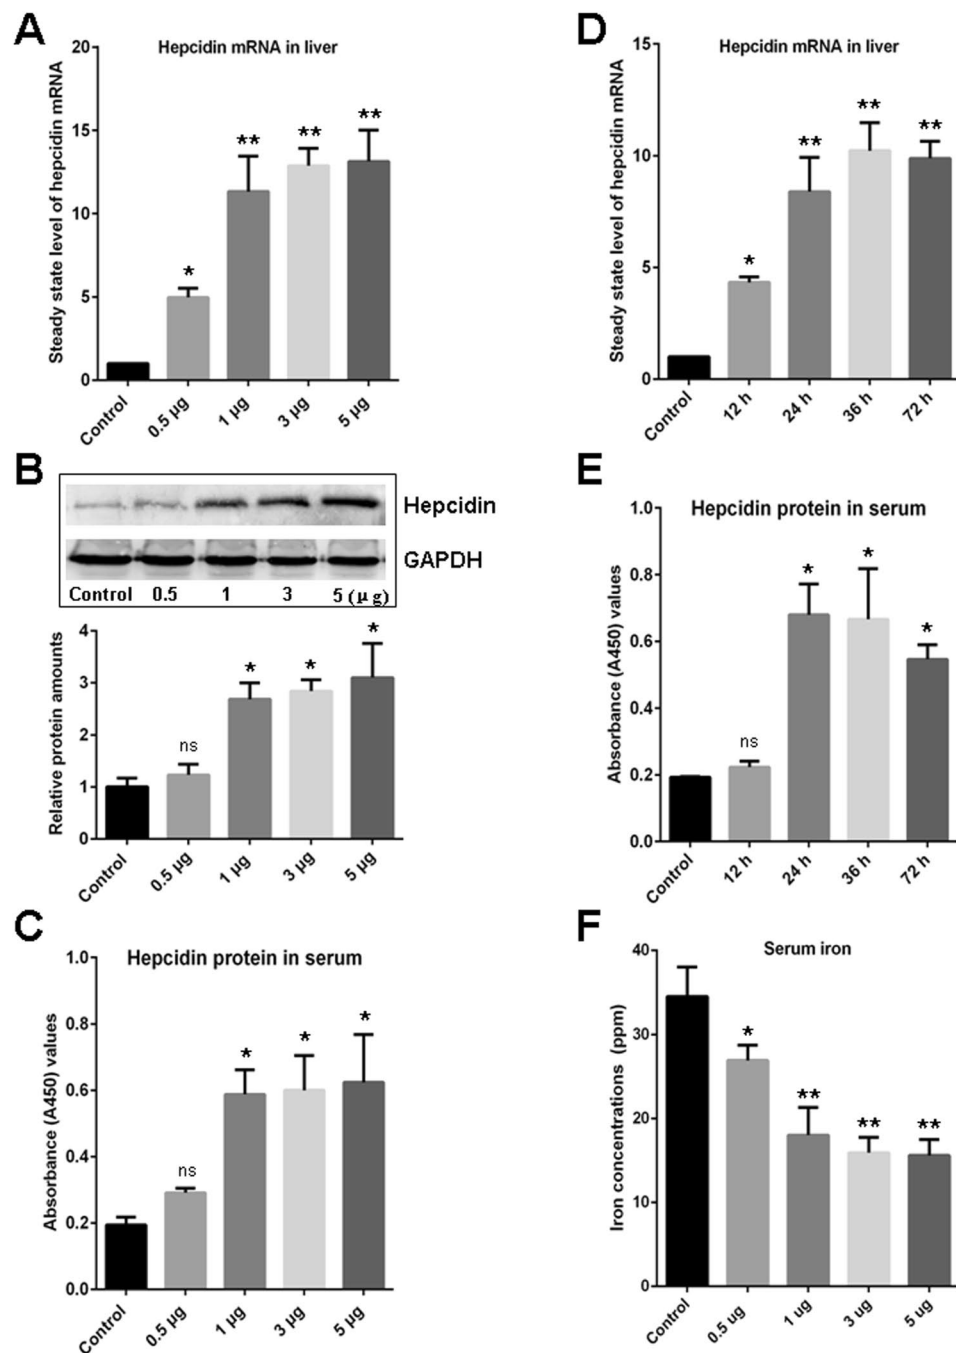 A
Hepcidin mRNA in liver
Steady state level of hepcidin mRNA
20
15
10
5
0
*
**
**
**
Control
0.5 µg
1 µg
3 µg
5 µg
B
Hepcidin
GAPDH
Control 0.5 1 3 5 (µg)
Relative protein amounts
4
3
2
1
0
ns
*
*
*
Control
0.5 µg
1 µg
3 µg
5 µg
C
Hepcidin protein in serum
Absorbance (A450) values
1.0
0.8
0.6
0.4
0.2
0.0
ns
*
*
*
Control
0.5 µg
1 µg
3 µg
5 µg
D
Hepcidin mRNA in liver
Steady state level of hepcidin mRNA
15
10
5
0
*
**
**
**
Control
12 h
24 h
36 h
72 h
E
Hepcidin protein in serum
Absorbance (A450) values
1.0
0.8
0.6
0.4
0.2
0.0
ns
*
*
*
Control
12 h
24 h
36 h
72 h
F
Serum iron
Iron concentrations (ppm)
40
30
20
10
0
*
**
**
**
Control
0.5 ug
1 ug
3 ug
5 ug